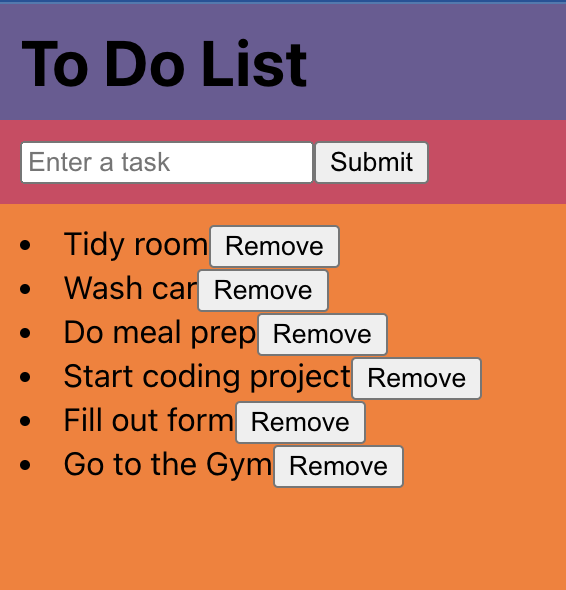 To Do List
Enter a task Submit
Tidy room Remove
Wash car Remove
Do meal prep Remove
Start coding project Remove
Fill out form Remove
Go to the Gym Remove